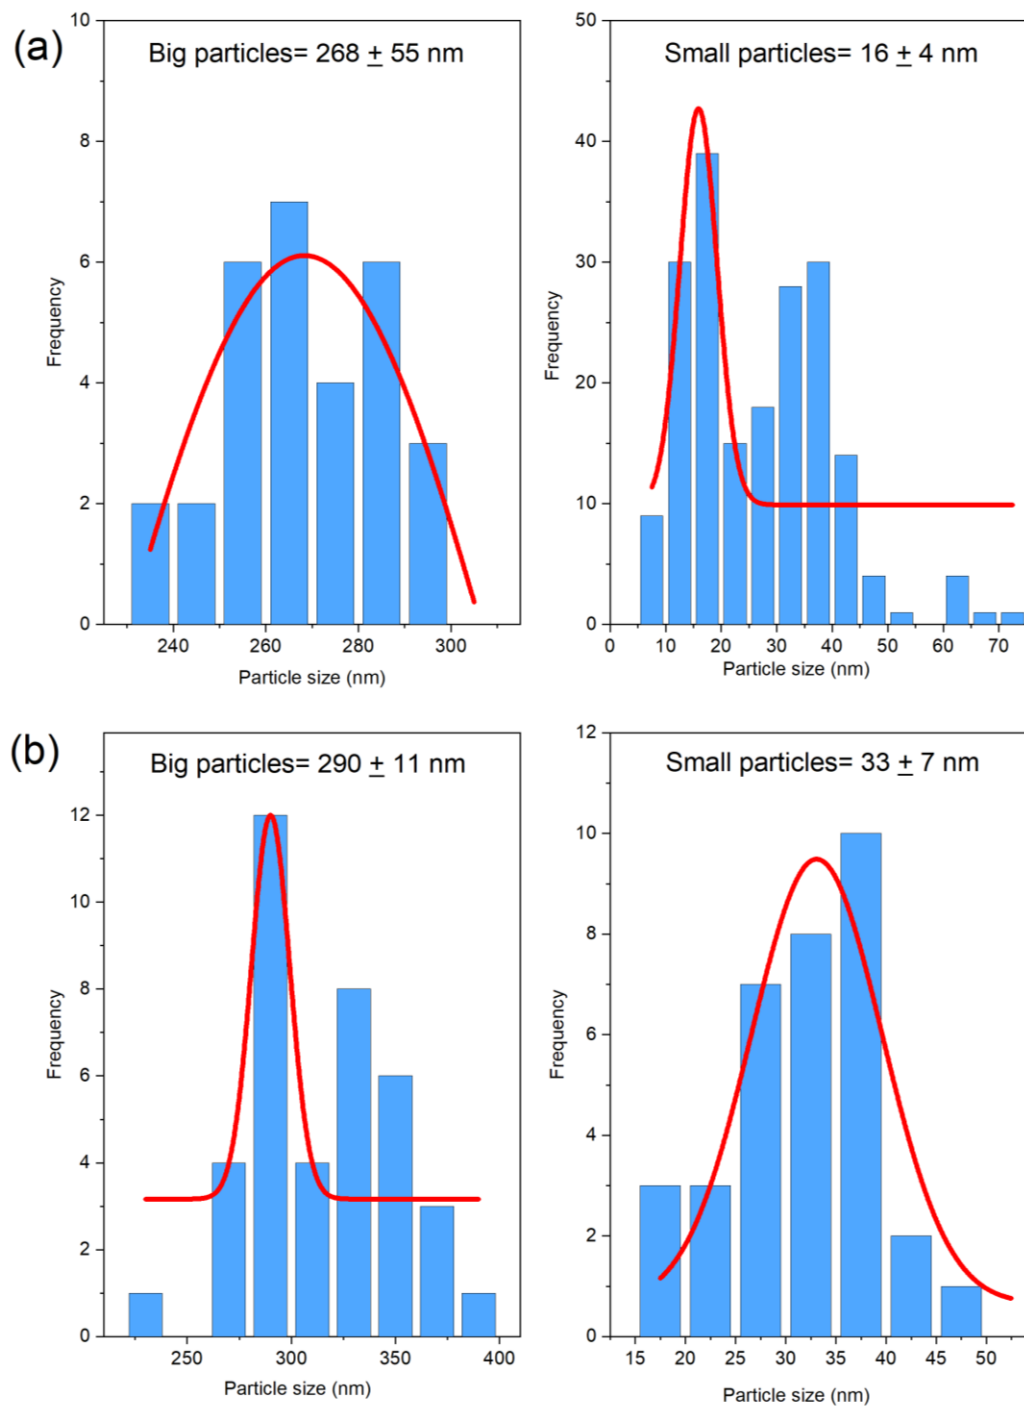 (a)
Big particles= 268 ± 55 nm
10
8
6
4
2
0
Frequency
240 260 280 300
Particle size (nm)
Small particles= 16 ± 4 nm
50
40
30
20
10
0
Frequency
0 10 20 30 40 50 60 70
Particle size (nm)
(b)
Big particles= 290 ± 11 nm
12
10
8
6
4
2
0
Frequency
250 300 350 400
Particle size (nm)
Small particles= 33 ± 7 nm
12
10
8
6
4
2
0
Frequency
15 20 25 30 35 40 45 50
Particle size (nm)